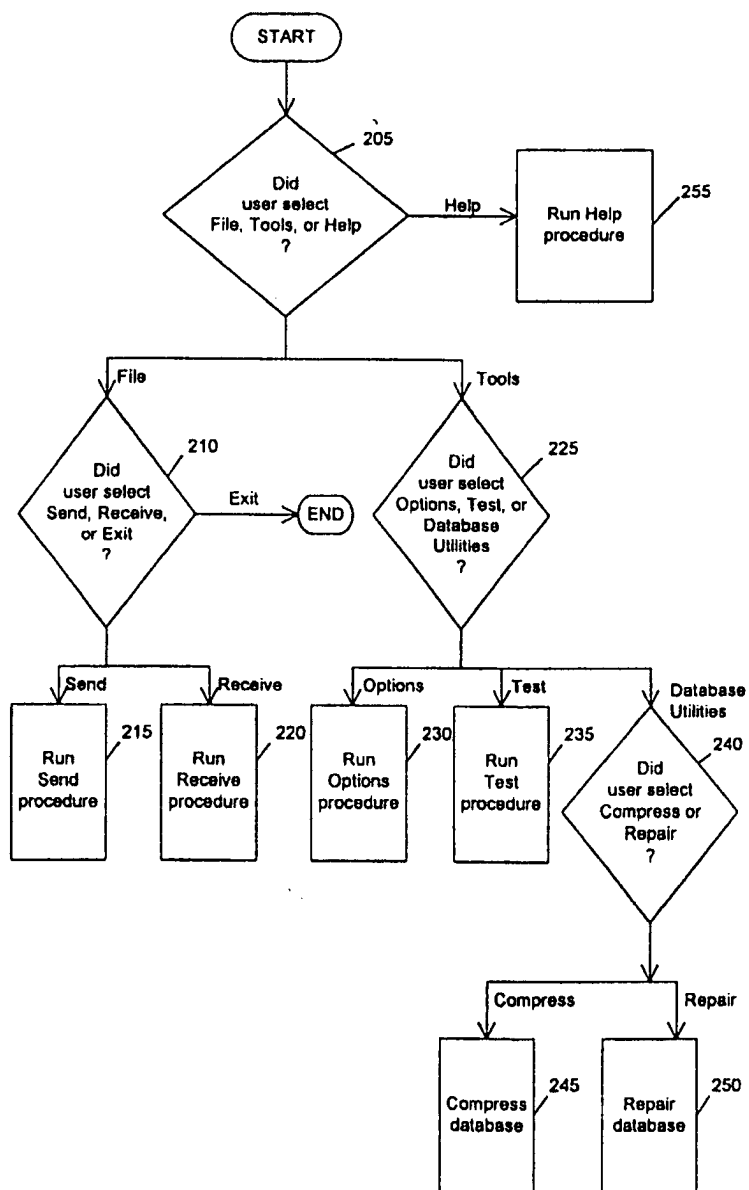 START
205
Did
user select
File, Tools, or Help
?
Help
Run Help
procedure
255
File
Tools
210
Did
user select
Send, Receive,
or Exit
?
Exit
END
225
Did
user select
Options, Test, or
Database
Utilities
?
Send
Receive
Options
Test
Database
Utilities
215
Run
Send
procedure
220
Run
Receive
procedure
230
Run
Options
procedure
235
Run
Test
procedure
240
Did
user select
Compress or
Repair
?
Compress
Repair
245
Compress
database
250
Repair
database